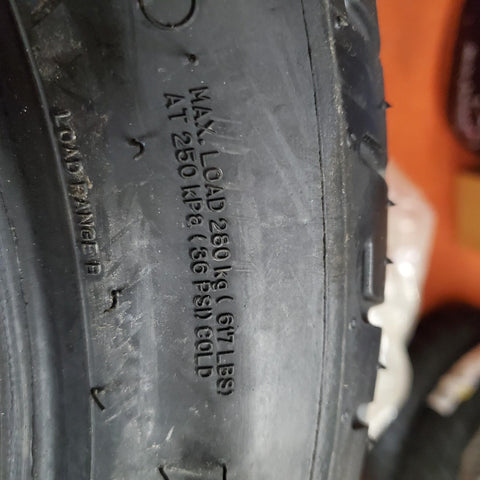 MAX. LOAD 280 kg (617 LBS)
AT 250 kPa (36 PSI) COLD
LOAD RANGE B